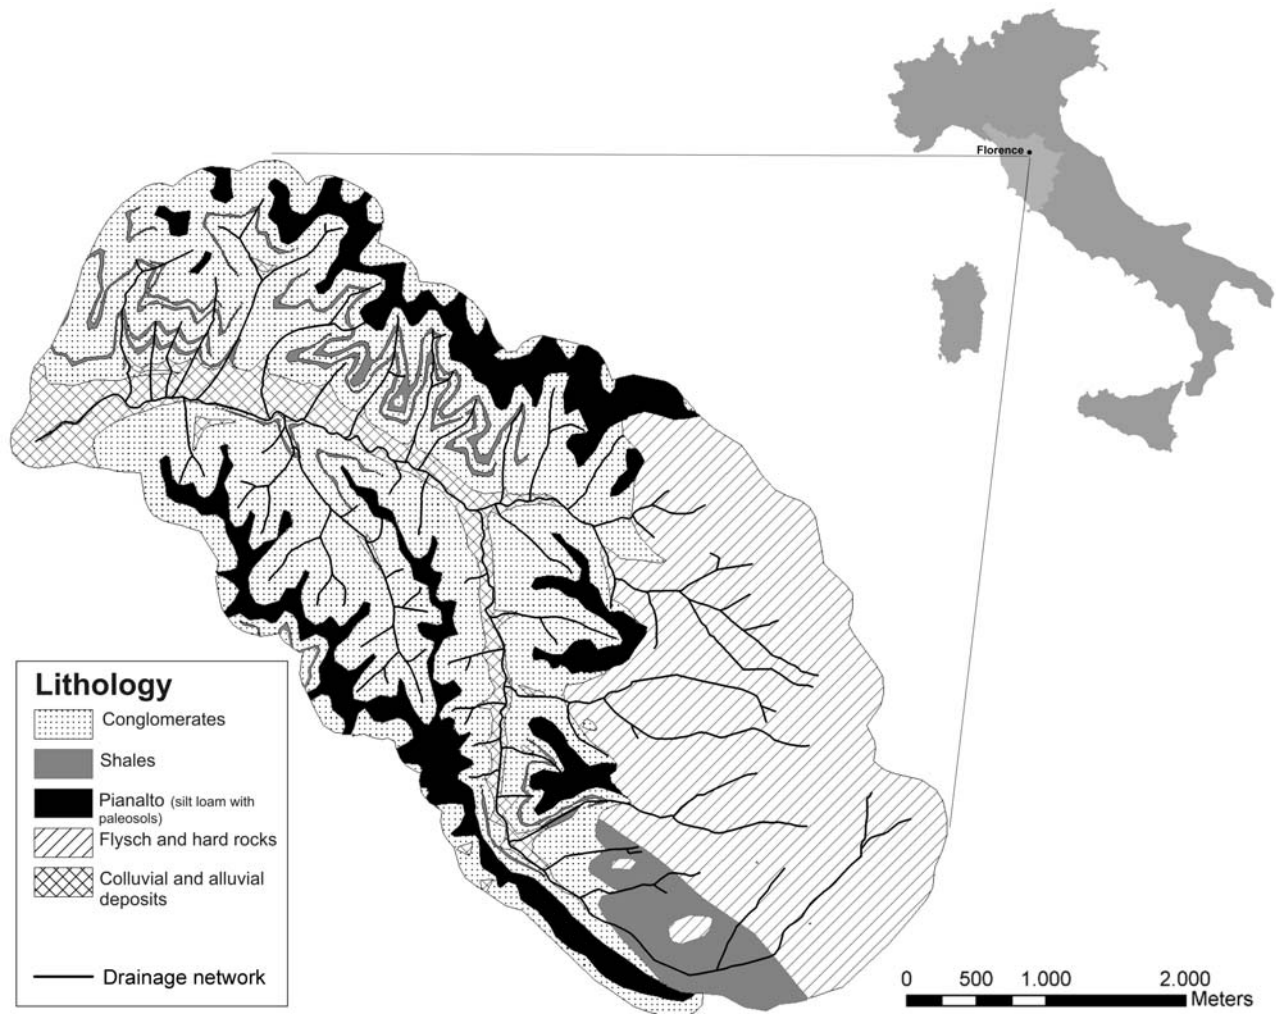 Florence
Lithology
Conglomerates
Shales
Pianalto (silt loam with
paleosols)
Flysch and hard rocks
Colluvial and alluvial
deposits
Drainage network
0 500 1.000 2.000
Meters